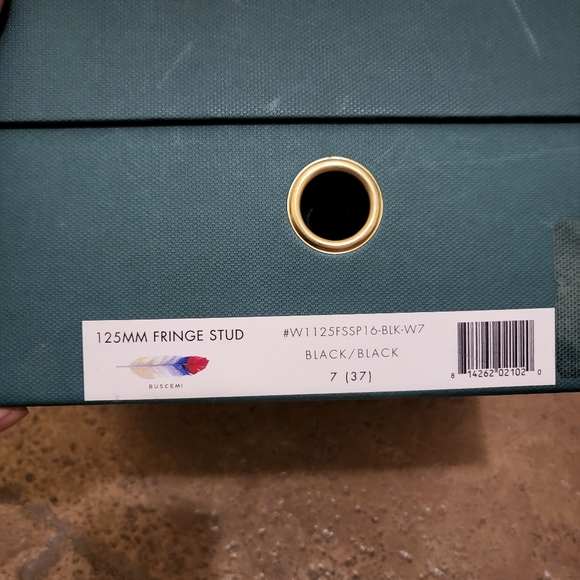 125MM FRINGE STUD
#W1125FSSP16-BLK-W7
BLACK/BLACK
7 (37)
BUSCEMI
8 14262 02102 0